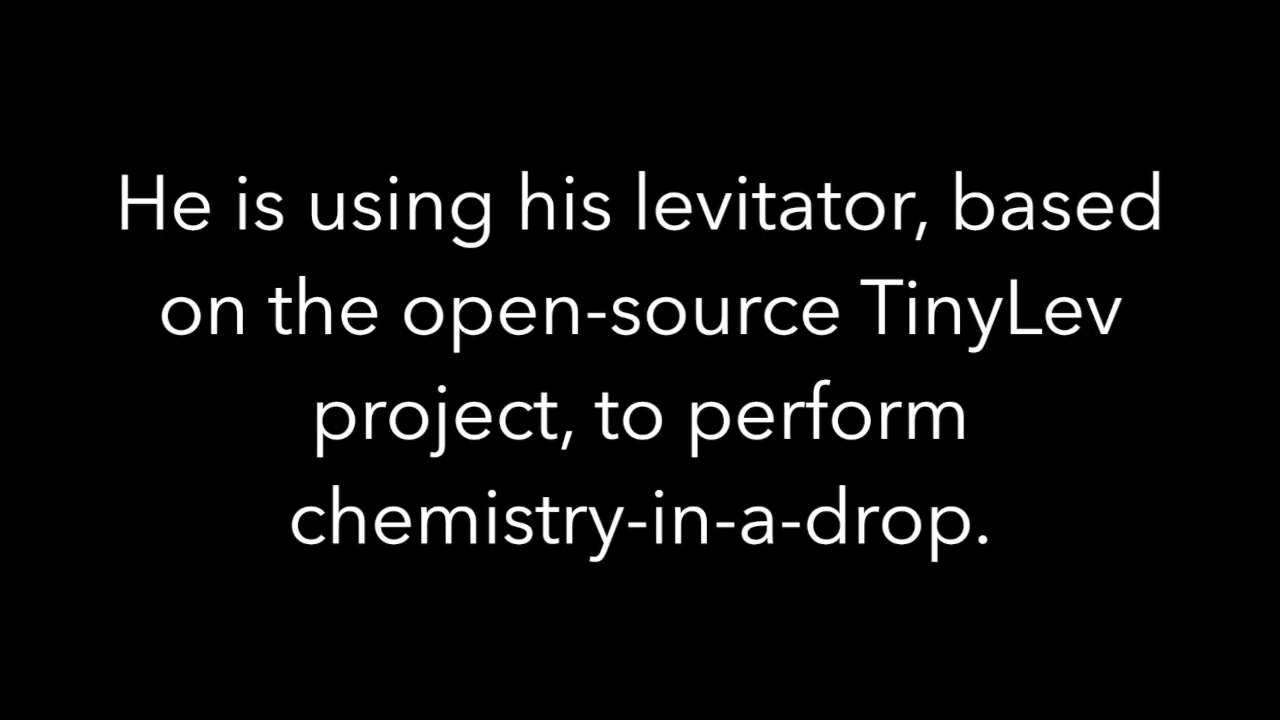 He is using his levitator, based
on the open-source TinyLev
project, to perform
chemistry-in-a-drop.